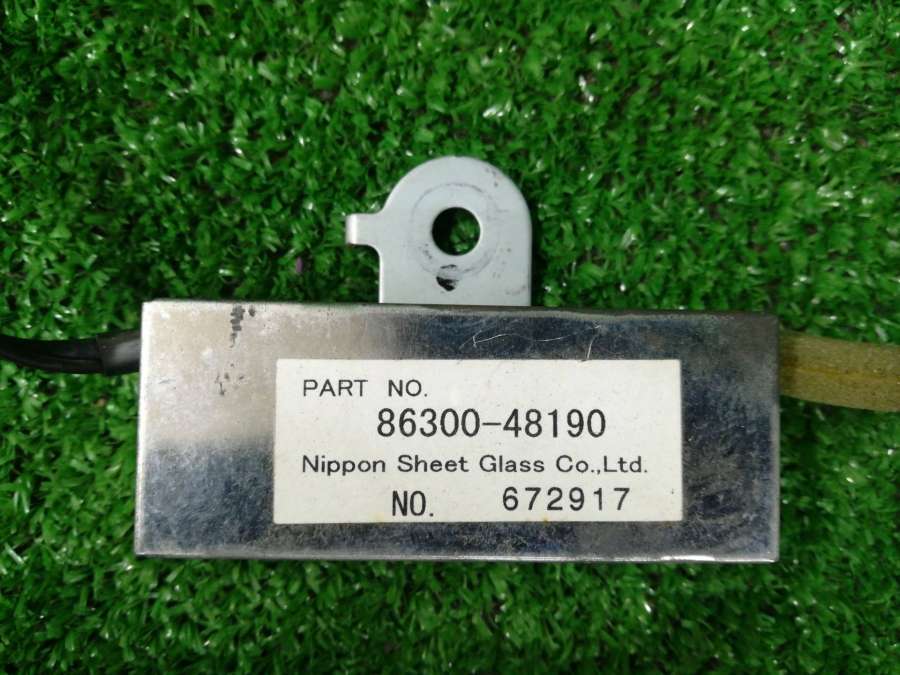 PART NO.
86300-48190
Nippon Sheet Glass Co.,Ltd.
NO. 672917